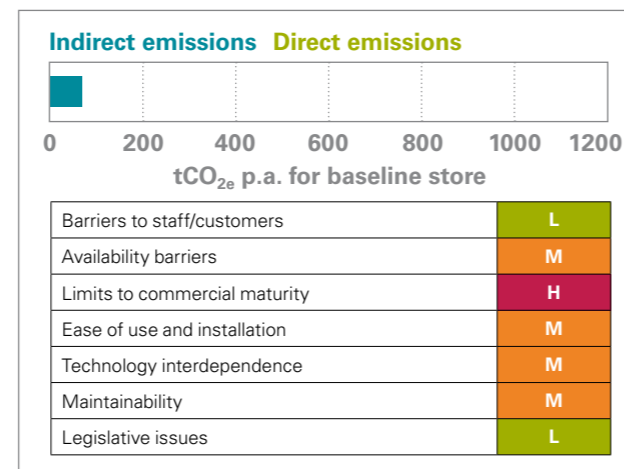 Indirect emissions Direct emissions
0 200 400 600 800 1000 1200
tCO2e p.a. for baseline store
Barriers to staff/customers L
Availability barriers M
Limits to commercial maturity H
Ease of use and installation M
Technology interdependence M
Maintainability M
Legislative issues L